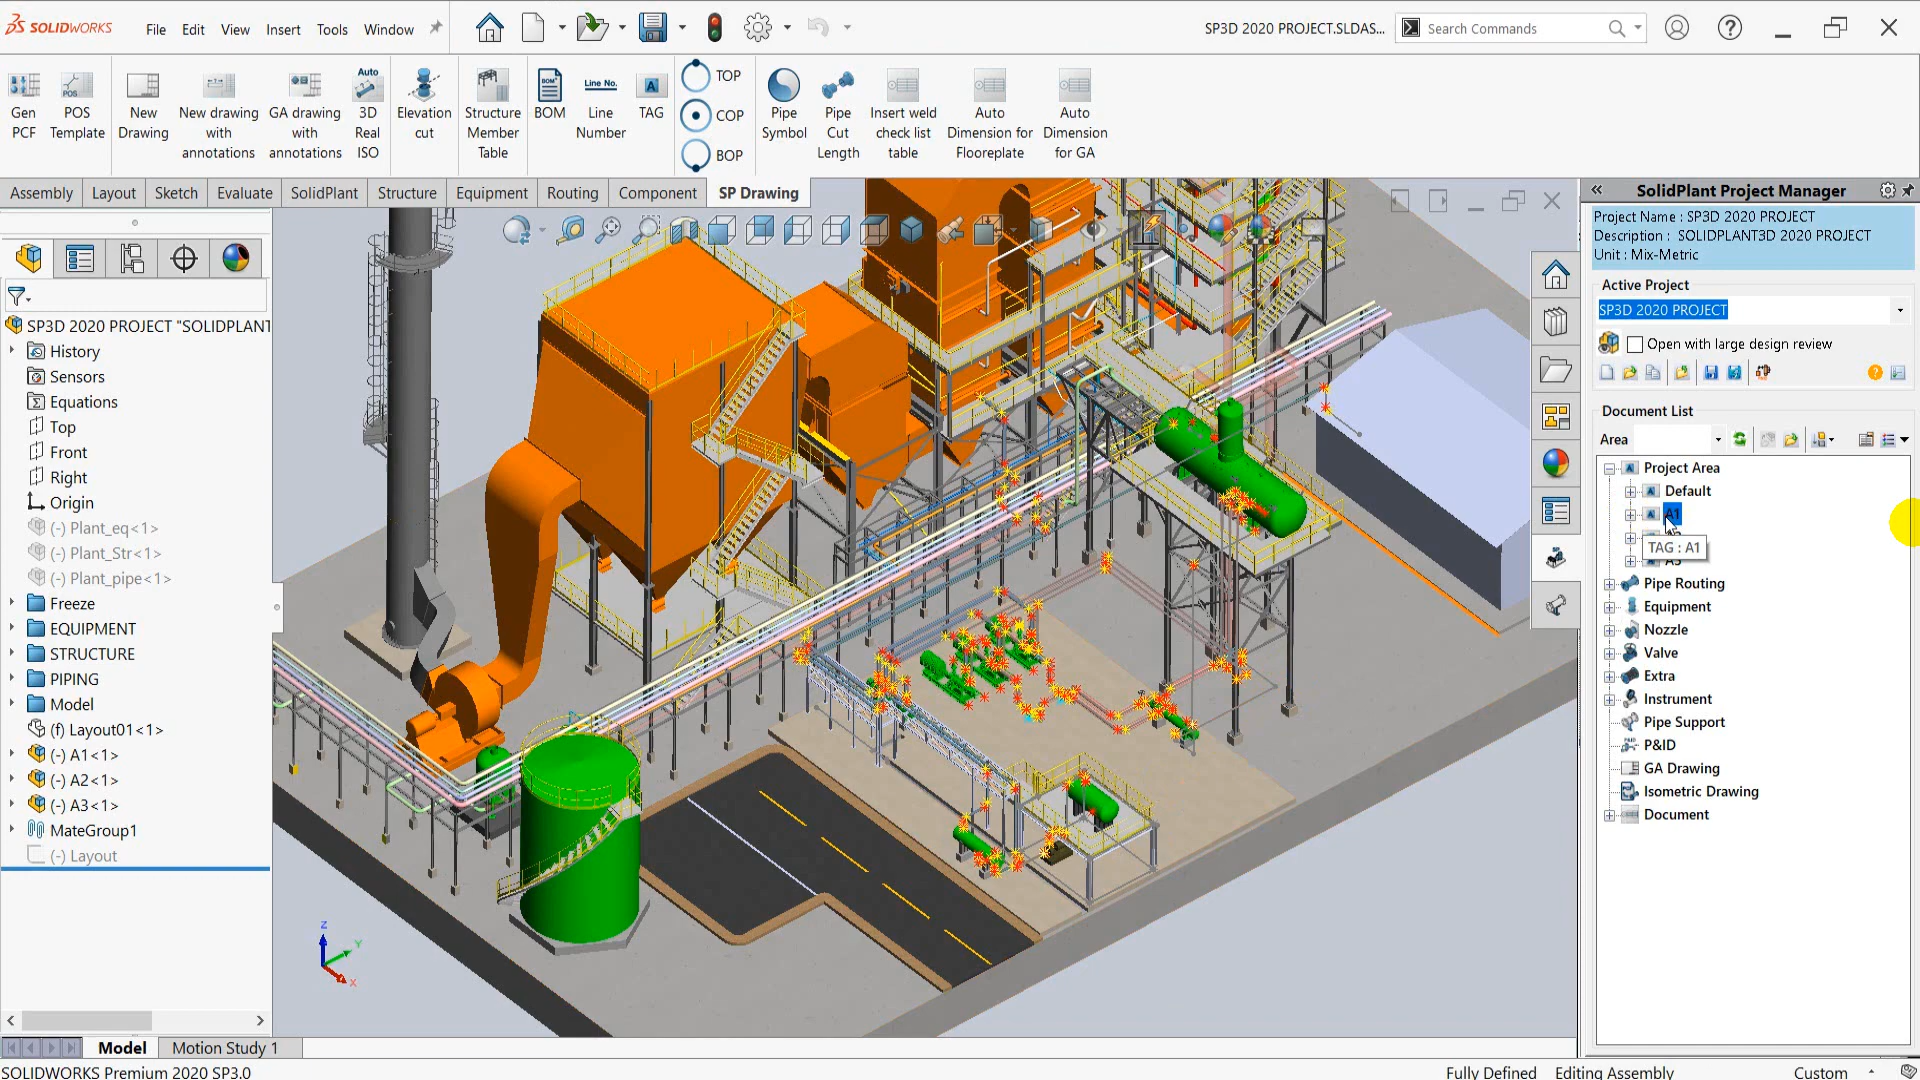 SOLIDWORKS
File Edit View Insert Tools Window
SP3D 2020 PROJECT.SLDAS...
Search Commands
Gen PCF
POS Template
New Drawing
New drawing with annotations
GA drawing with annotations
Auto
3D Real ISO
Elevation cut
Structure Member Table
BOM
Line No.
Line Number
TAG
TOP
COP
BOP
Pipe Symbol
Pipe Cut Length
Insert weld check list table
Auto Dimension for Flooreplate
Auto Dimension for GA
Assembly Layout Sketch Evaluate SolidPlant Structure Equipment Routing Component SP Drawing
SP3D 2020 PROJECT "SOLIDPLANT
History
Sensors
Equations
Top
Front
Right
Origin
(-) Plant_eq<1>
(-) Plant_Str<1>
(-) Plant_pipe<1>
Freeze
EQUIPMENT
STRUCTURE
PIPING
Model
(f) Layout01<1>
(-) A1<1>
(-) A2<1>
(-) A3<1>
MateGroup1
(-) Layout
Z
Y
X
SolidPlant Project Manager
Project Name : SP3D 2020 PROJECT
Description : SOLIDPLANT3D 2020 PROJECT
Unit : Mix-Metric
Active Project
SP3D 2020 PROJECT
Open with large design review
Document List
Area
Project Area
Default
A1
TAG : A1
Pipe Routing
Equipment
Nozzle
Valve
Extra
Instrument
Pipe Support
P&ID
GA Drawing
Isometric Drawing
Document
Model Motion Study 1
SOLIDWORKS Premium 2020 SP3.0
Fully Defined Editing Assembly Custom